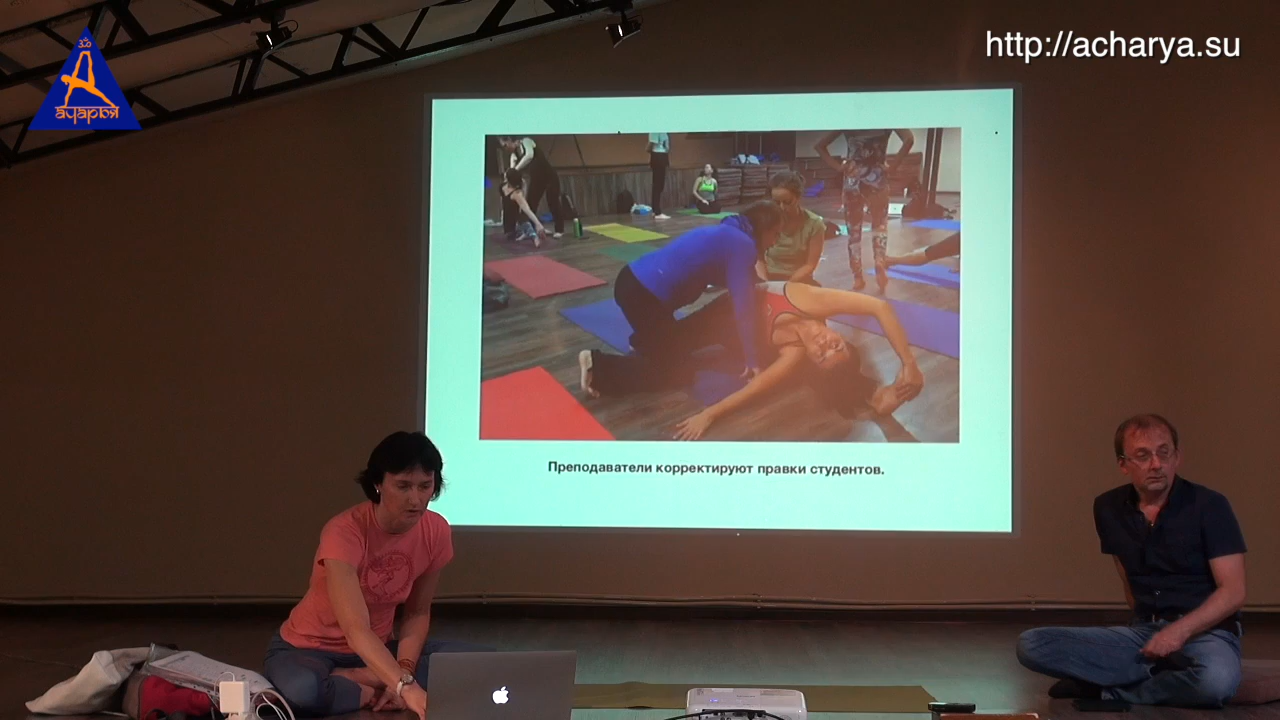 ॐ
ачарья
http://acharya.su
Преподаватели корректируют правки студентов.